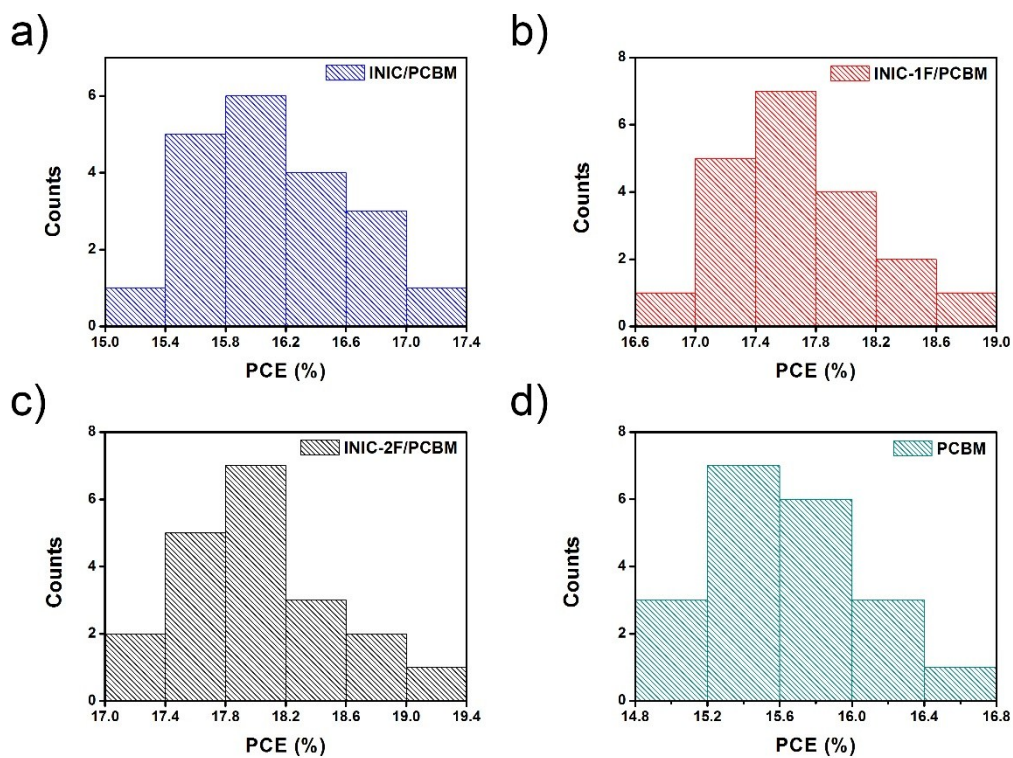 a)
INIC/PCBM
Counts
6
4
2
0
15.0 15.4 15.8 16.2 16.6 17.0 17.4
PCE (%)
b)
INIC-1F/PCBM
Counts
8
6
4
2
0
16.6 17.0 17.4 17.8 18.2 18.6 19.0
PCE (%)
c)
INIC-2F/PCBM
Counts
8
6
4
2
0
17.0 17.4 17.8 18.2 18.6 19.0 19.4
PCE (%)
d)
PCBM
Counts
8
6
4
2
0
14.8 15.2 15.6 16.0 16.4 16.8
PCE (%)